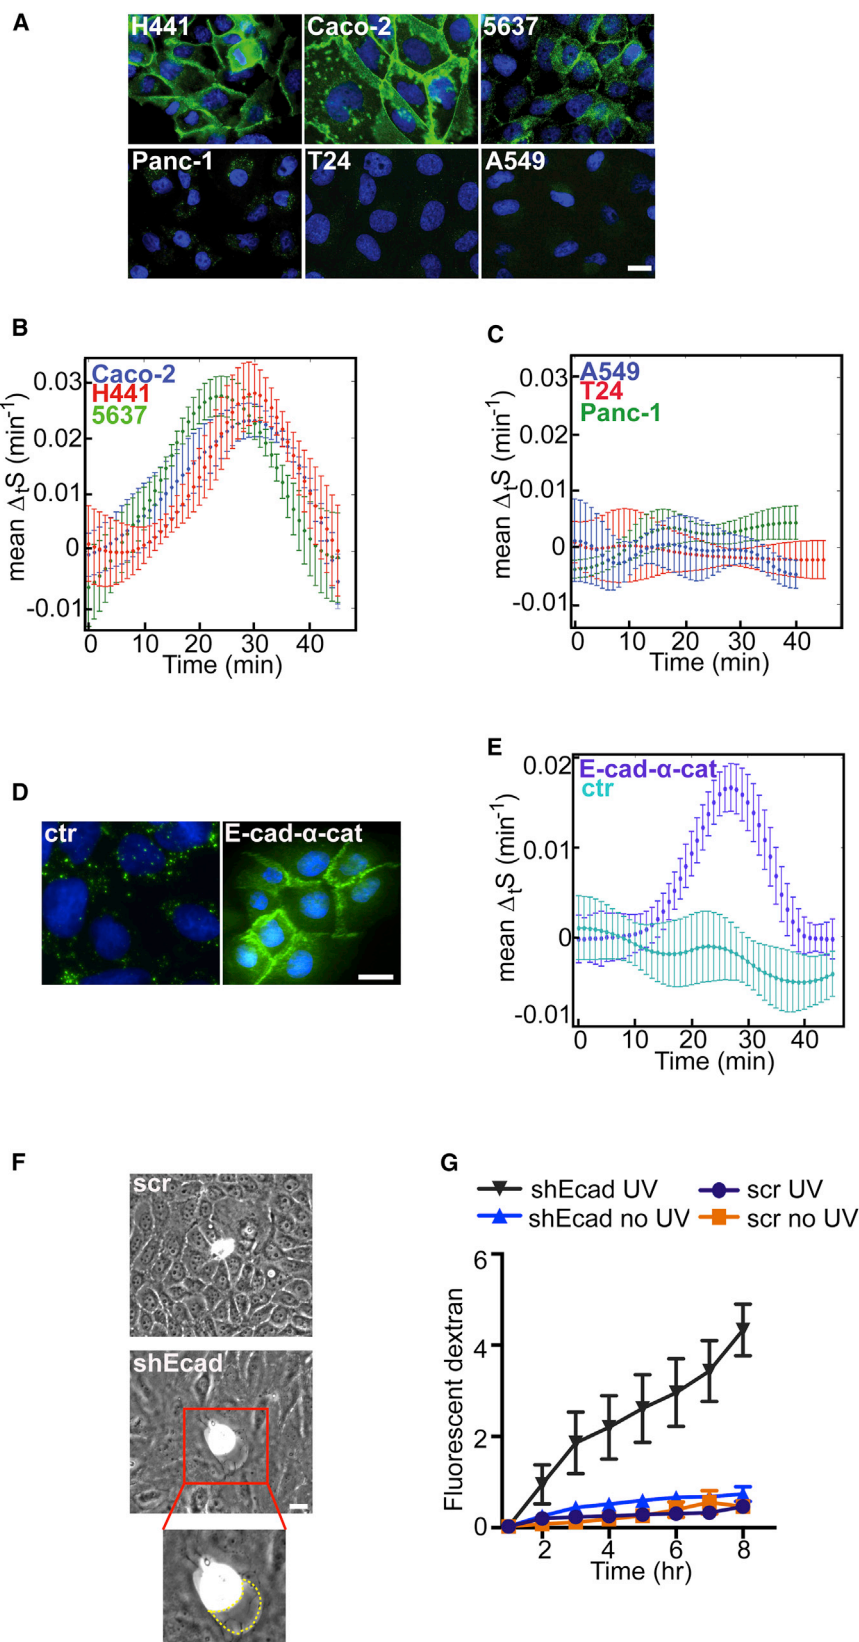 A
H441 Caco-2 5637
Panc-1 T24 A549
B
Caco-2
H441
5637
mean ΔtS (min-1)
0.03
0.02
0.01
0
-0.01
0 10 20 30 40
Time (min)
C
A549
T24
Panc-1
mean ΔtS (min-1)
0.03
0.02
0.01
0
-0.01
0 10 20 30 40
Time (min)
D
ctr E-cad-α-cat
E
E-cad-α-cat
ctr
mean ΔtS (min-1)
0.02
0.01
0
-0.01
0 10 20 30 40
Time (min)
F
scr
shEcad
G
shEcad UV scr UV
shEcad no UV scr no UV
Fluorescent dextran
6
4
2
0
2 4 6 8
Time (hr)